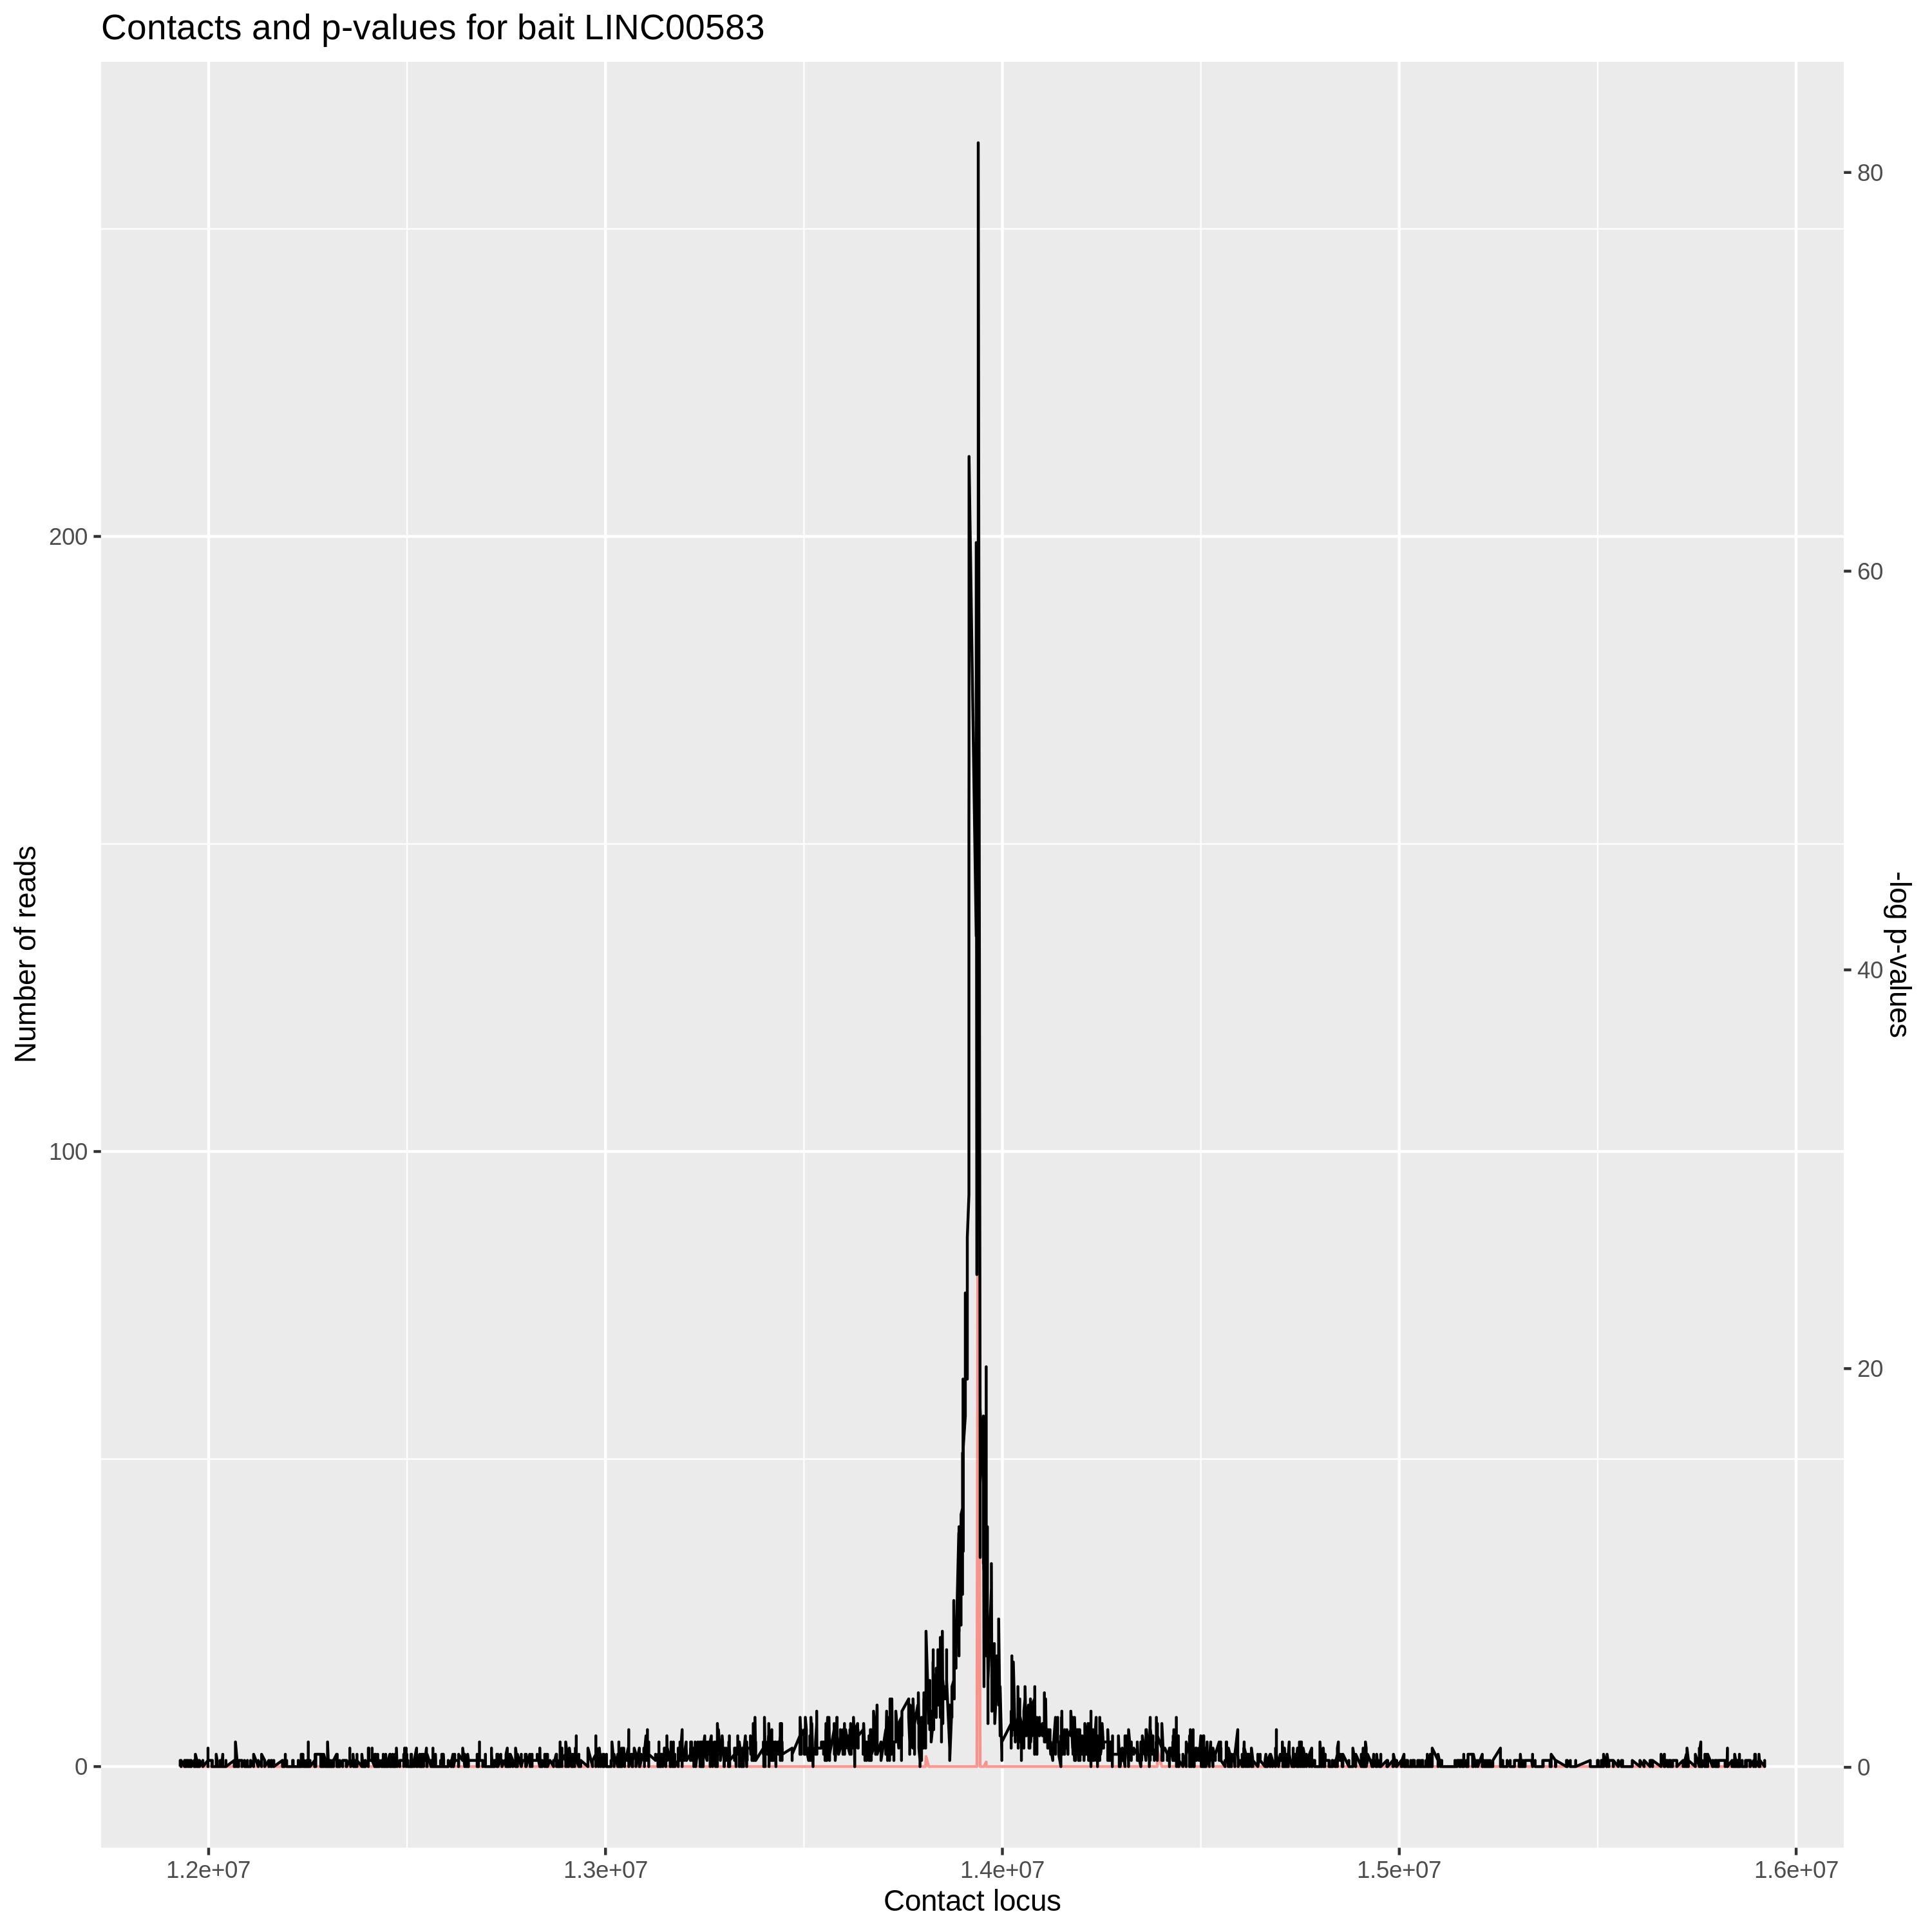 Contacts and p-values for bait LINC00583
Number of reads
200
100
0
80
60
40
20
0
-log p-values
1.2e+07
1.3e+07
1.4e+07
1.5e+07
1.6e+07
Contact locus